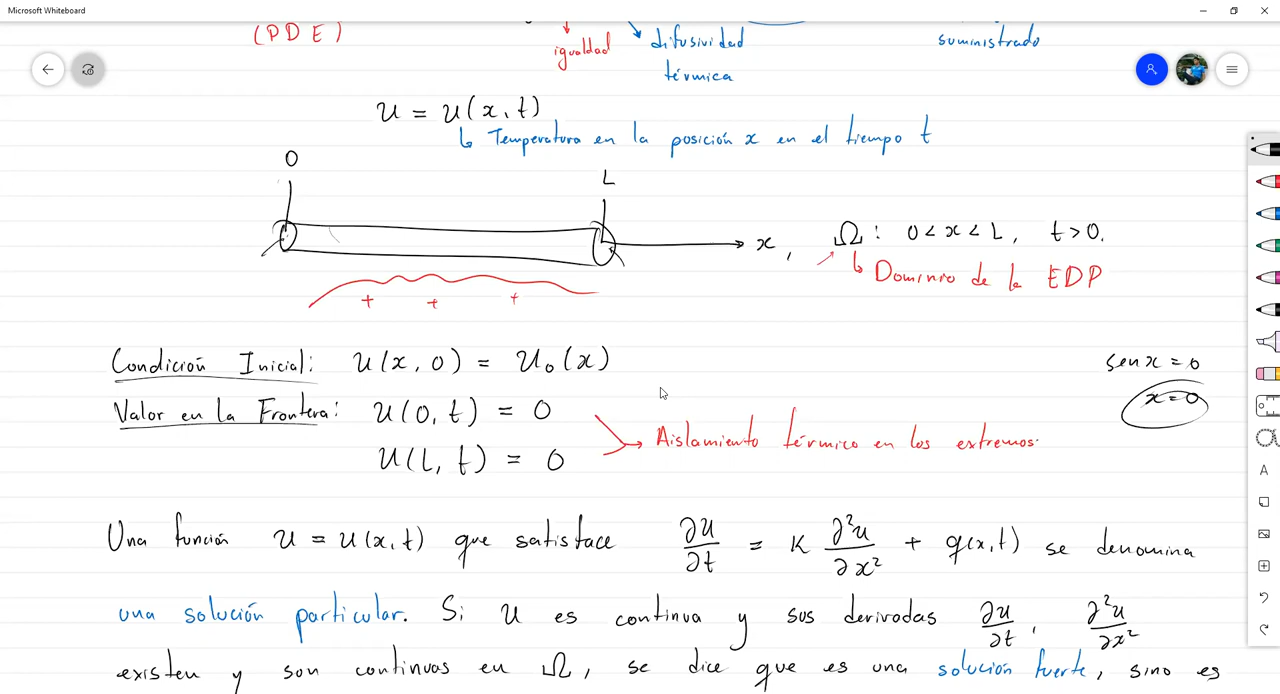 Microsoft Whiteboard
(PDE)
igualdad
difusividad
térmica
suministrado
u = u(x,t)
↳ Temperatura en la posición x en el tiempo t
0
L
x,
Ω: 0 < x < L, t > 0.
↳ Dominio de la EDP
+ + +
Condición Inicial: u(x, 0) = u₀(x)
Valor en la Frontera: u(0, t) = 0
u(L, t) = 0
Aislamiento térmico en los extremos.
sen x = 0
x = 0
Una función u = u(x,t) que satisface ∂u/∂t = K ∂²u/∂x² + q(x,t) se denomina
una solución particular. Si u es continua y sus derivadas ∂u/∂t, ∂²u/∂x²
existen y son continuas en Ω, se dice que es una solución fuerte, sino es